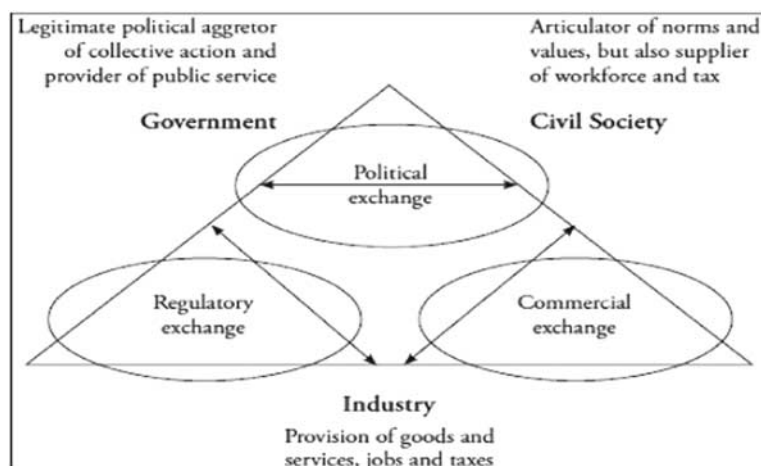 Legitimate political aggretor
of collective action and
provider of public service
Government
Articulator of norms and
values, but also supplier
of workforce and tax
Civil Society
Political
exchange
Regulatory
exchange
Commercial
exchange
Industry
Provision of goods and
services, jobs and taxes